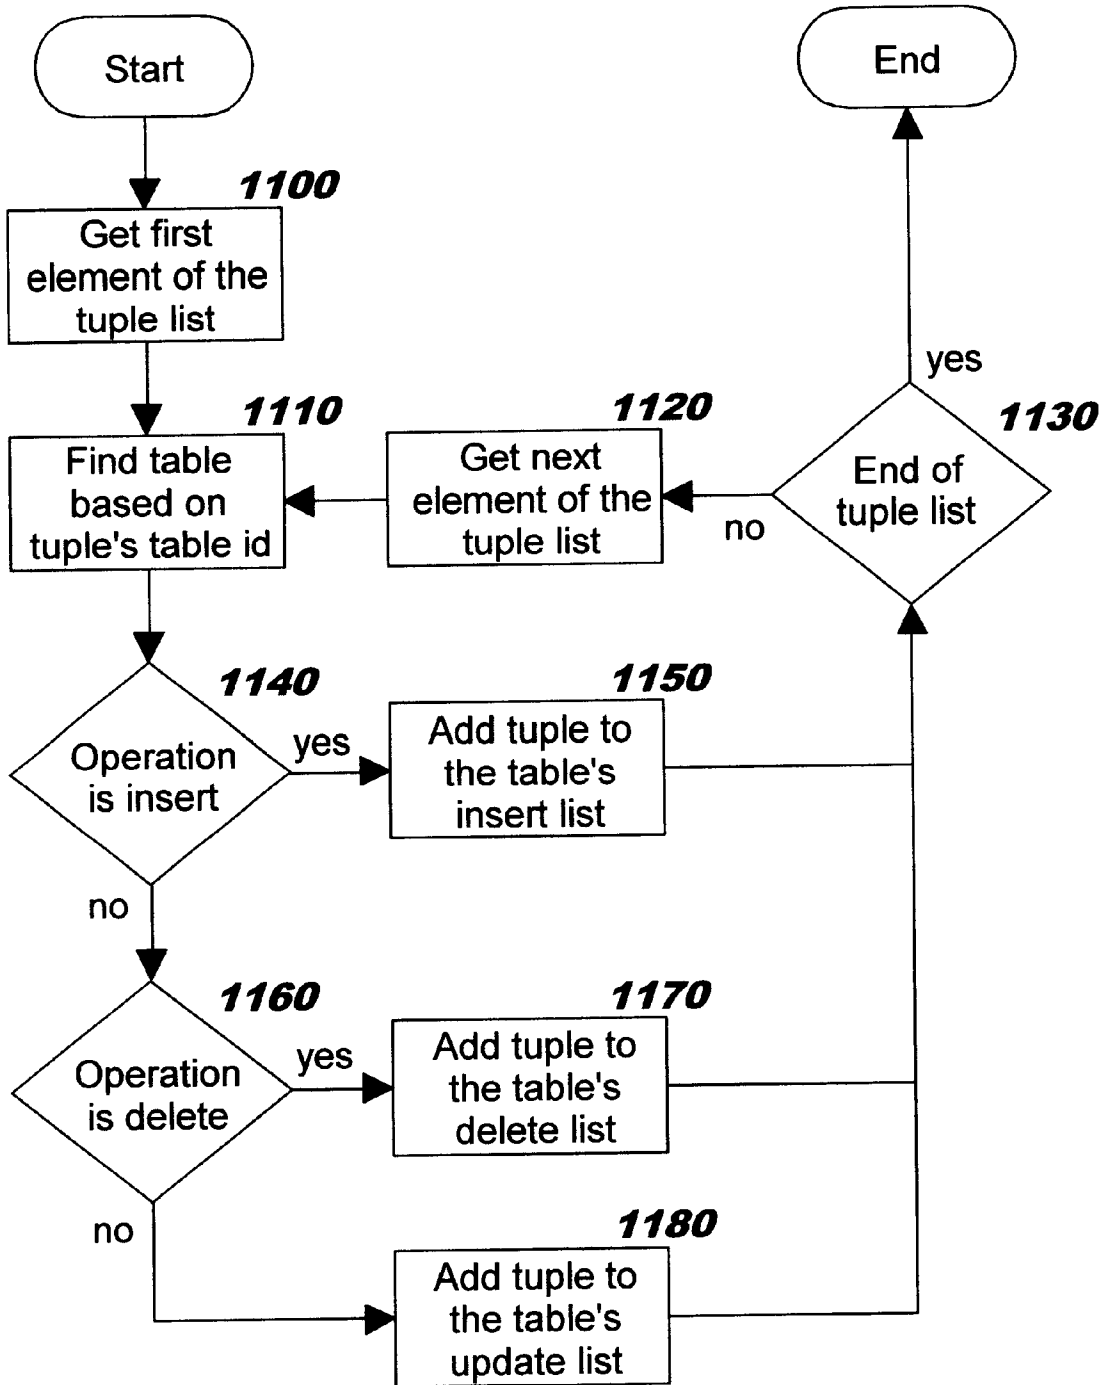 Start
End
1100
Get first
element of the
tuple list
yes
1110
Find table
based on
tuple's table id
1120
Get next
element of the
tuple list
no
1130
End of
tuple list
1140
Operation
is insert
yes
1150
Add tuple to
the table's
insert list
no
1160
Operation
is delete
yes
1170
Add tuple to
the table's
delete list
no
1180
Add tuple to
the table's
update list